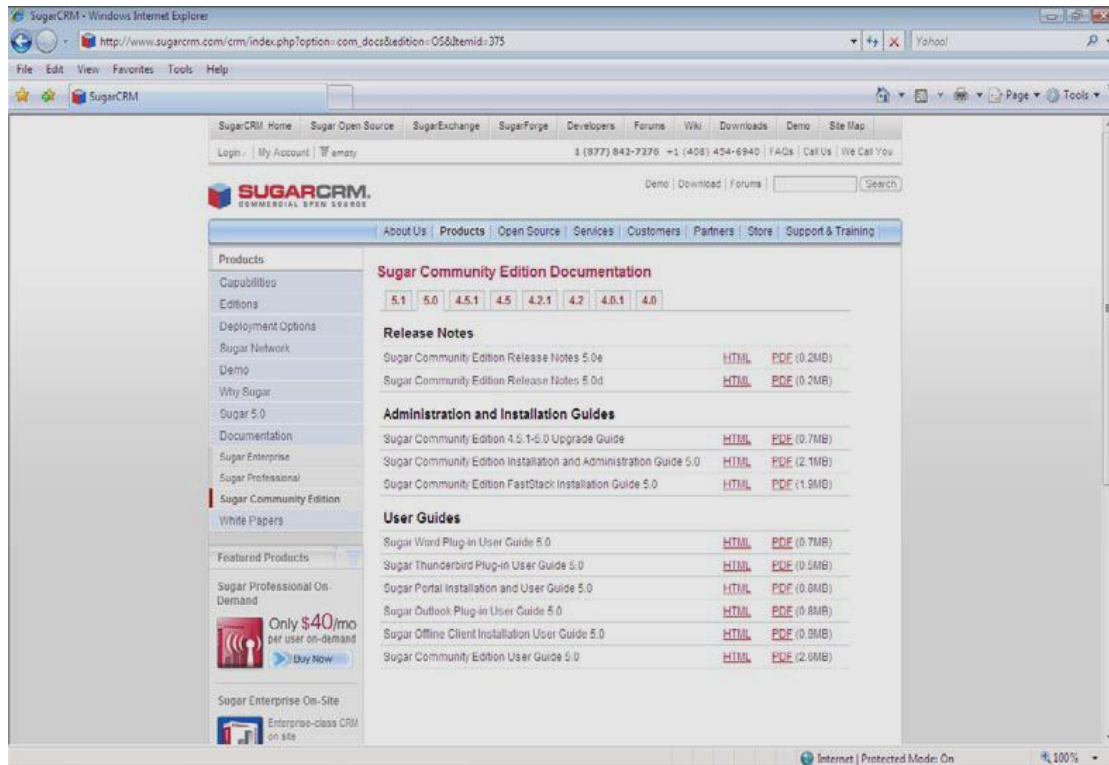 SugarCRM - Windows Internet Explorer
http://www.sugarcrm.com/crm/index.php?option=com_docs&edition=OS&Itemid=375
Yahoo!
File Edit View Favorites Tools Help
SugarCRM
Page Tools
SugarCRM Home Sugar Open Source SugarExchange SugarForge Developers Forums Wiki Downloads Demo Site Map
Login My Account empty 1 (877) 842-7276 +1 (408) 454-6940 FAQs Call Us We Call You
SUGARCRM.
COMMERCIAL OPEN SOURCE
Demo Download Forums Search
About Us Products Open Source Services Customers Partners Store Support & Training
Products
Capabilities
Editions
Deployment Options
Sugar Network
Demo
Why Sugar
Sugar 5.0
Documentation
Sugar Enterprise
Sugar Professional
Sugar Community Edition
White Papers
Featured Products
Sugar Professional On-
Demand
Only $40/mo
per user on-demand
Buy Now
Sugar Enterprise On-Site
Enterprise-class CRM
on site
Sugar Community Edition Documentation
5.1 5.0 4.5.1 4.5 4.2.1 4.2 4.0.1 4.0
Release Notes
Sugar Community Edition Release Notes 5.0e HTML PDF (0.2MB)
Sugar Community Edition Release Notes 5.0d HTML PDF (0.2MB)
Administration and Installation Guides
Sugar Community Edition 4.5.1-5.0 Upgrade Guide HTML PDF (0.7MB)
Sugar Community Edition Installation and Administration Guide 5.0 HTML PDF (2.1MB)
Sugar Community Edition FastStack Installation Guide 5.0 HTML PDF (1.9MB)
User Guides
Sugar Word Plug-in User Guide 5.0 HTML PDF (0.7MB)
Sugar Thunderbird Plug-in User Guide 5.0 HTML PDF (0.5MB)
Sugar Portal Installation and User Guide 5.0 HTML PDF
Sugar Outlook Plug-in User Guide 5.0 HTML PDF (0.8MB)
Sugar Offline Client Installation User Guide 5.0 HTML PDF
Sugar Community Edition User Guide 5.0 HTML PDF (2.6MB)
Internet | Protected Mode: On 100%